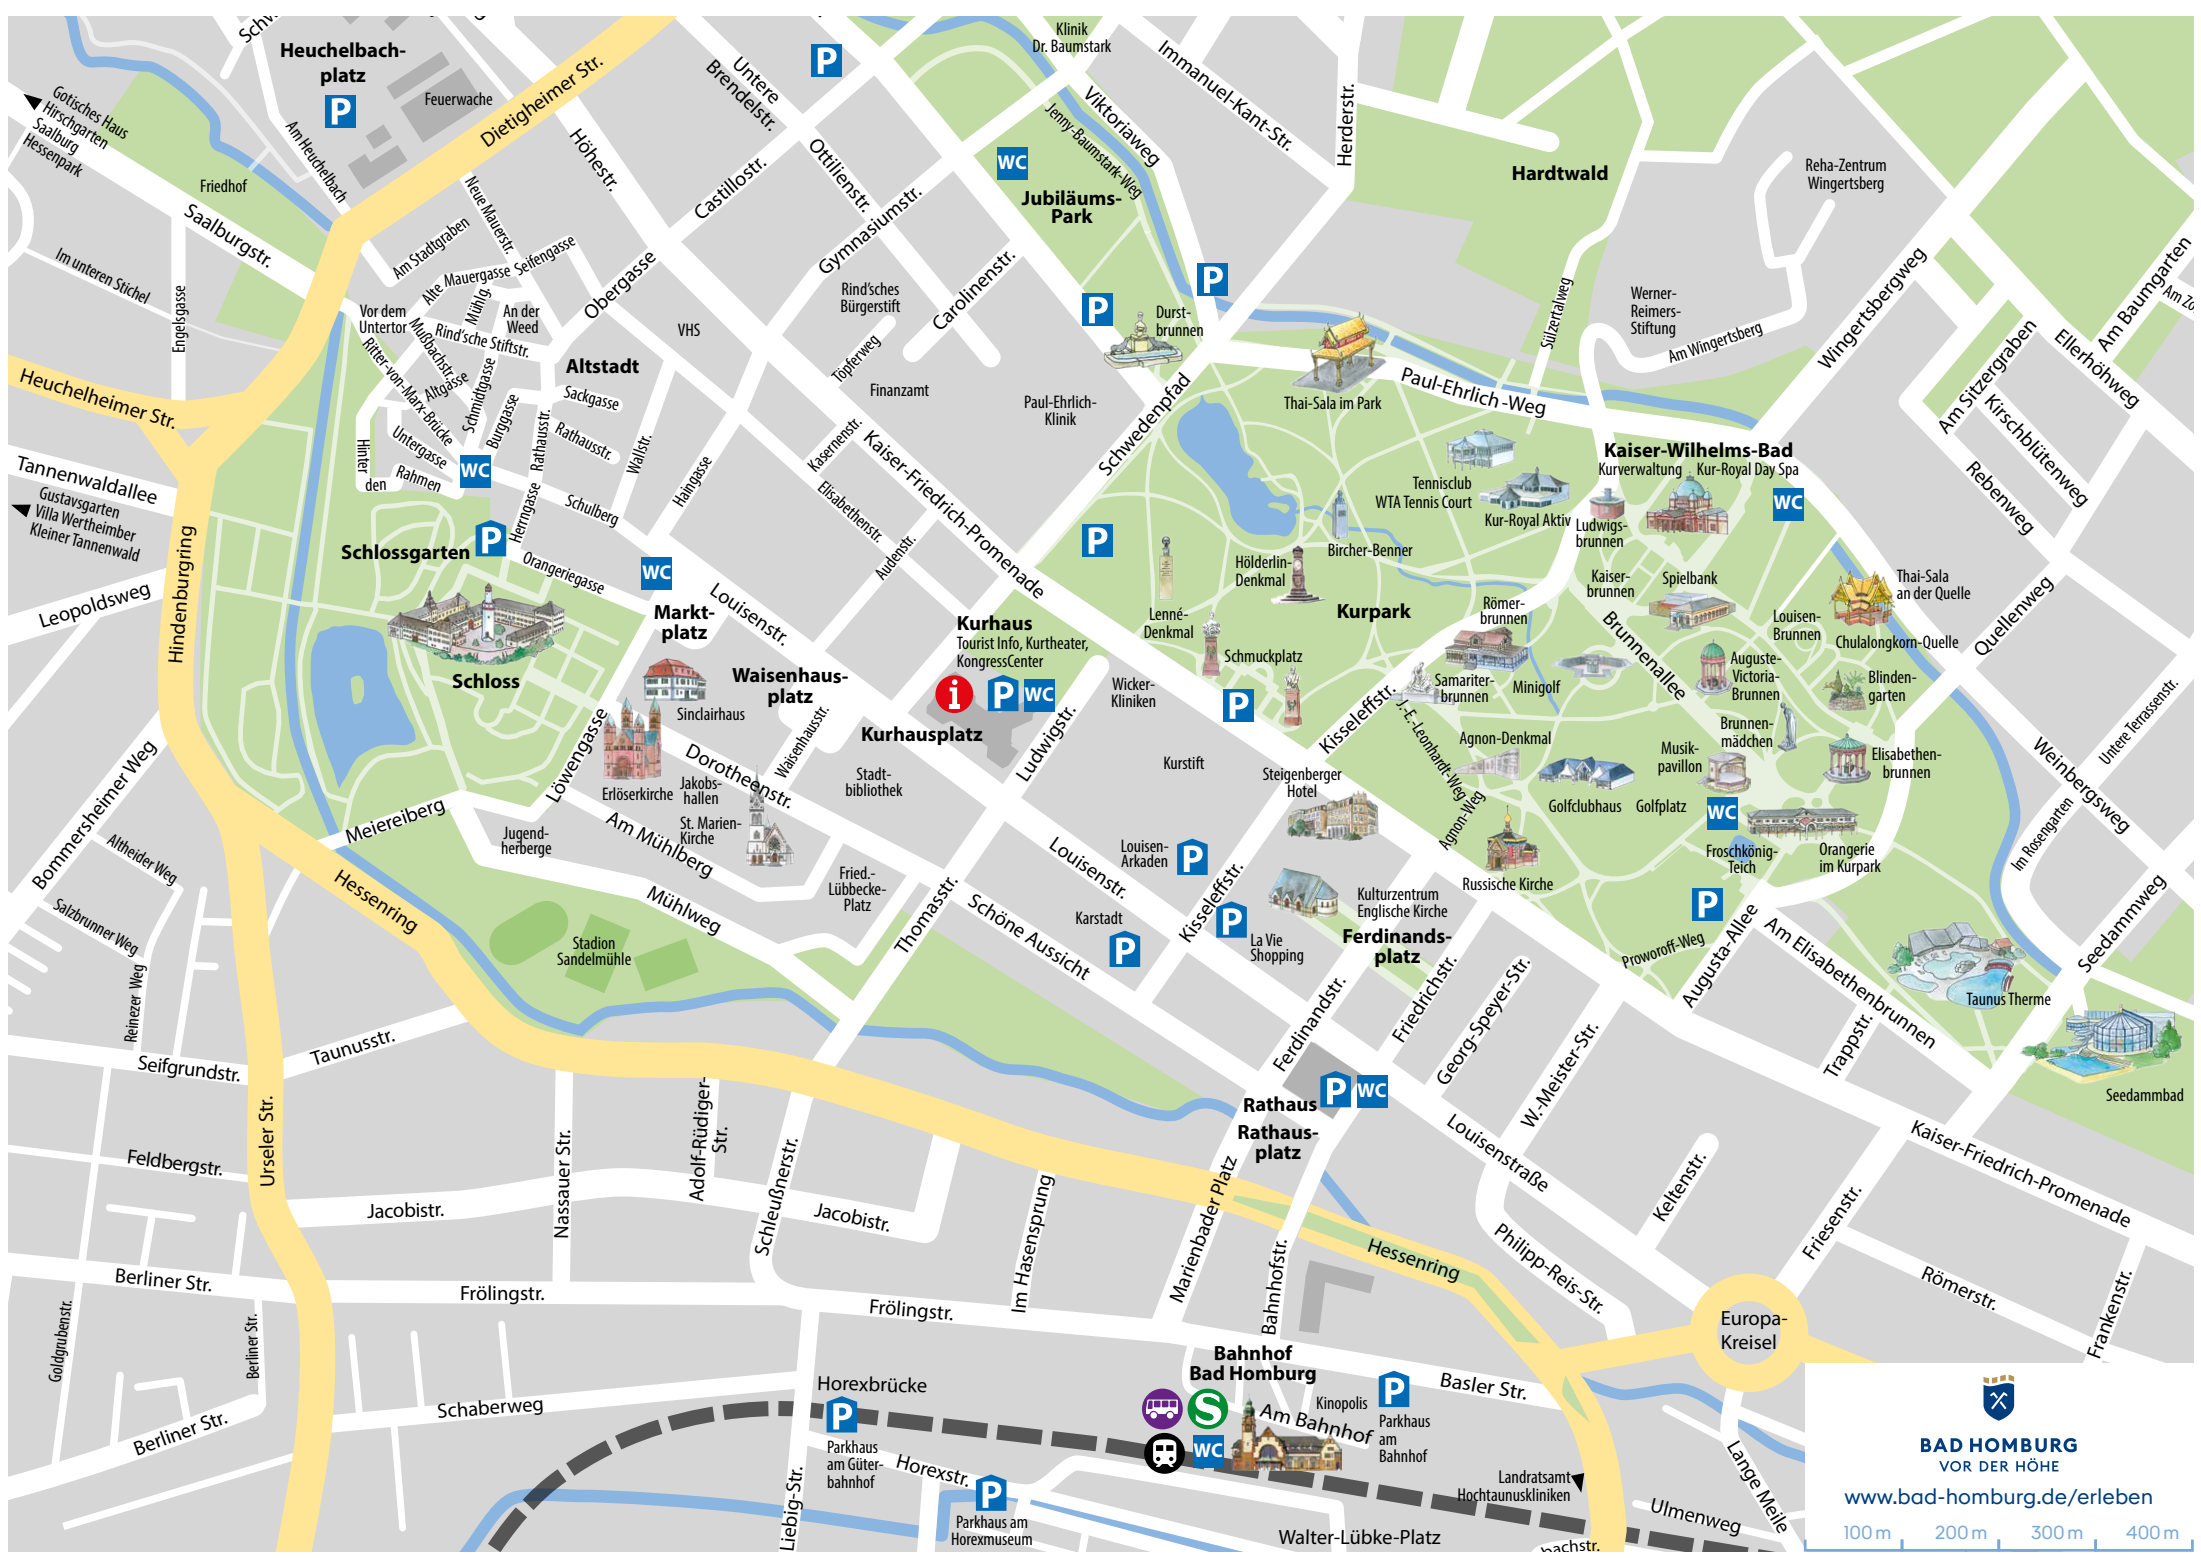 Heuchelbach-
platz
P
Feuerwache
Dietigheimer Str.
Am Heuchelbach
Gotisches Haus
Hirschgarten
Saalburg
Hessenpark
Friedhof
Saalburgstr.
Im unteren Stichel
Engelsgasse
Heuchelheimer Str.
Tannenwaldallee
Gustavsgarten
Villa Wertheimber
Kleiner Tannenwald
Leopoldsweg
Hindenburgring
Höhestr.
Untere
Brendelstr.
P
Castillostr.
Ottilienstr.
Gymnasiumstr.
Neue Mauerstr.
Am Stadtgraben
Alte Mauergasse
Seifengasse
Mühlg.
An der
Weed
Obergasse
Vor dem
Untertor
Mußbachstr.
Rind'sche Stiftstr.
Ritter-von-Marx-Brücke
Altgasse
Schmidtgasse
Burggasse
Altstadt
Sackgasse
Rathausstr.
Rathausstr.
Wallstr.
Haingasse
Hinter
den
Rahmen
Untergasse
WC
Herrngasse
Schulberg
Orangeriegasse
VHS
Rind'sches
Bürgerstift
Carolinenstr.
Töpferweg
Finanzamt
Paul-Ehrlich-
Klinik
Kasernenstr.
Elisabethenstr.
Audenstr.
Kaiser-Friedrich-Promenade
Schwedenpfad
Klinik
Dr. Baumstark
Immanuel-Kant-Str.
Viktoriaweg
Jenny-Baumstark-Weg
WC
Jubiläums-
Park
P
P
Durst-
brunnen
Herderstr.
Hardtwald
Reha-Zentrum
Wingertsberg
Sülzertalweg
Werner-
Reimers-
Stiftung
Am Wingertsberg
Wingertsbergweg
Am Baumgarten
Ellerhöhweg
Am Sitzergraben
Kirschblütenweg
Rebenweg
Thai-Sala im Park
Paul-Ehrlich-Weg
Kaiser-Wilhelms-Bad
Kurverwaltung
Kur-Royal Day Spa
WC
Tennisclub
WTA Tennis Court
Kur-Royal Aktiv
Ludwigs-
brunnen
Bircher-Benner
Hölderlin-
Denkmal
P
Lenné-
Denkmal
Kurpark
Schmuckplatz
P
Kaiser-
brunnen
Spielbank
Römer-
brunnen
Brunnenallee
Louisen-
Brunnen
Thai-Sala
an der Quelle
Chulalongkorn-Quelle
Quellenweg
Auguste-
Victoria-
Brunnen
Blinden-
garten
Samariter-
brunnen
Minigolf
Kisseleffstr.
J.-E.-Leonhardt-Weg
Agnon-Weg
Agnon-Denkmal
Brunnen-
mädchen
Musik-
pavillon
Elisabethen-
brunnen
Golfclubhaus
Golfplatz
WC
Froschkönig-
Teich
Orangerie
im Kurpark
Russische Kirche
P
Proworoff-Weg
Augusta-Allee
Am Elisabethenbrunnen
Trappstr.
Taunus Therme
Seedammbad
Seedammweg
Weinbergsweg
Untere Terrassenstr.
Im Rosengarten
Schlossgarten
P
Schloss
WC
Markt-
platz
Sinclairhaus
Louisenstr.
Waisenhaus-
platz
Waisenhausstr.
Kurhaus
Tourist Info, Kurtheater,
KongressCenter
i
P
WC
Kurhausplatz
Ludwigstr.
Wicker-
Kliniken
Kurstift
Steigenberger
Hotel
Löwengasse
Erlöserkirche
Dorotheenstr.
Jakobs-
hallen
St. Marien-
Kirche
Stadt-
bibliothek
Am Mühlberg
Jugend-
herberge
Meiereiberg
Mühlweg
Fried.-
Lübbecke-
Platz
Thomasstr.
Schöne Aussicht
Louisenstr.
Louisen-
Arkaden
P
Kisseleffstr.
Karstadt
P
P
La Vie
Shopping
Kulturzentrum
Englische Kirche
Ferdinands-
platz
Ferdinandstr.
Friedrichstr.
Georg-Speyer-Str.
W.-Meister-Str.
Rathaus
P
WC
Rathaus-
platz
Louisenstraße
Keltenstr.
Friesenstr.
Kaiser-Friedrich-Promenade
Römerstr.
Frankenstr.
Philipp-Reis-Str.
Europa-
Kreisel
Bommersheimer Weg
Altheider Weg
Salzbrunner Weg
Reinezer Weg
Hessenring
Stadion
Sandelmühle
Seifgrundstr.
Taunusstr.
Urseler Str.
Feldbergstr.
Jacobistr.
Nassauer Str.
Adolf-Rüdiger-
Str.
Schleußnerstr.
Jacobistr.
Im Hasensprung
Marienbader Platz
Bahnhofstr.
Hessenring
Berliner Str.
Frölingstr.
Frölingstr.
Goldgrubenstr.
Berliner Str.
Berliner Str.
Schaberweg
Horexbrücke
P
Parkhaus
am Güter-
bahnhof
Liebig-Str.
Horexstr.
P
Parkhaus am
Horexmuseum
Bahnhof
Bad Homburg
S
WC
Am Bahnhof
Kinopolis
P
Parkhaus
am
Bahnhof
Basler Str.
Landratsamt
Hochtaunuskliniken
Walter-Lübke-Platz
Ulmenweg
Lange Meile
BAD HOMBURG
VOR DER HÖHE
www.bad-homburg.de/erleben
100 m 200 m 300 m 400 m